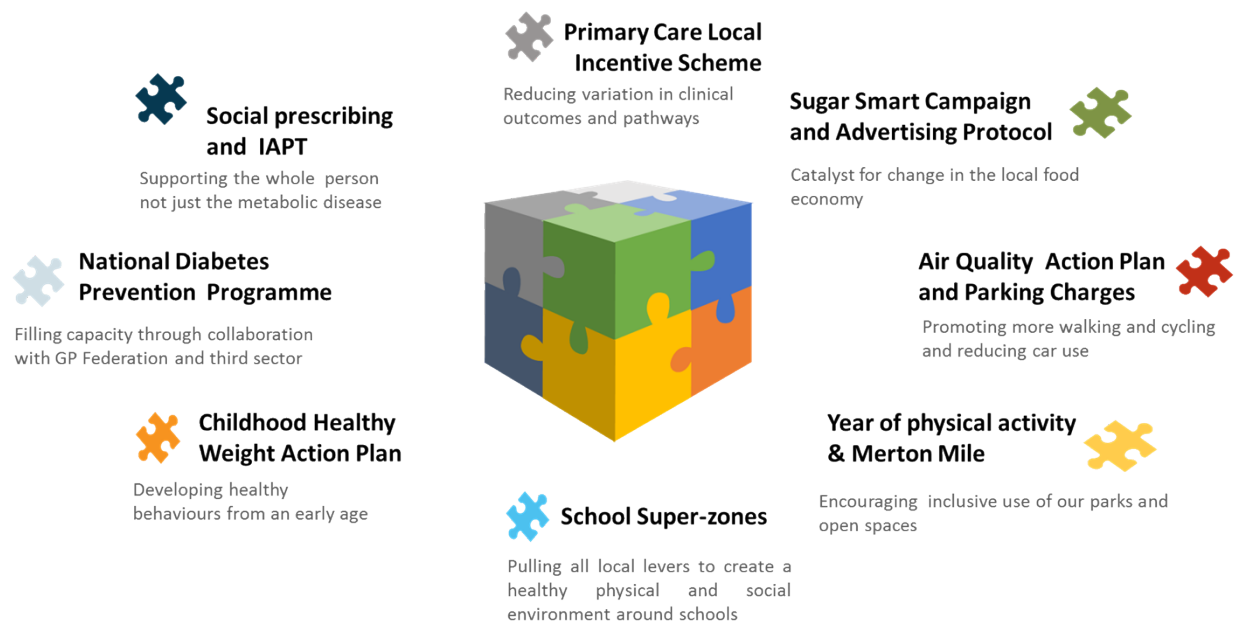 Primary Care Local
Incentive Scheme
Reducing variation in clinical
outcomes and pathways
Social prescribing
and IAPT
Supporting the whole person
not just the metabolic disease
Sugar Smart Campaign
and Advertising Protocol
Catalyst for change in the local food
economy
National Diabetes
Prevention Programme
Filling capacity through collaboration
with GP Federation and third sector
Air Quality Action Plan
and Parking Charges
Promoting more walking and cycling
and reducing car use
Childhood Healthy
Weight Action Plan
Developing healthy
behaviours from an early age
Year of physical activity
& Merton Mile
Encouraging inclusive use of our parks and
open spaces
School Super-zones
Pulling all local levers to create a
healthy physical and social
environment around schools